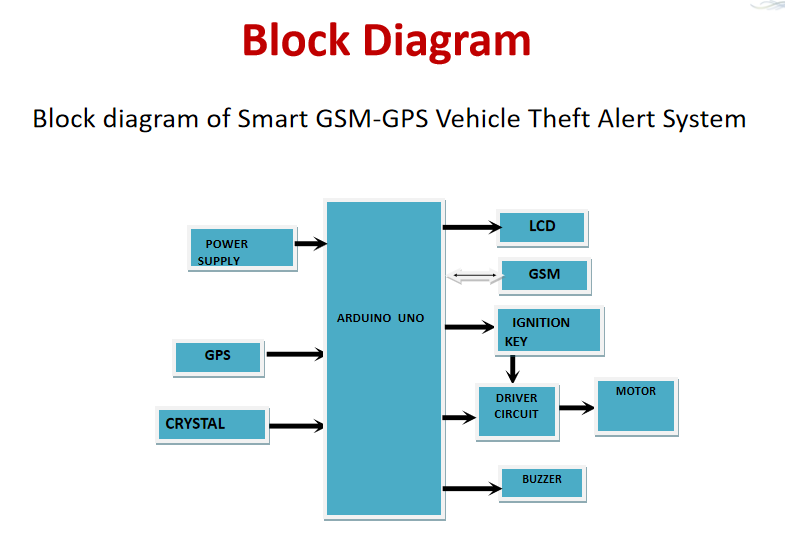 Block Diagram
Block diagram of Smart GSM-GPS Vehicle Theft Alert System
POWER
SUPPLY
GPS
CRYSTAL
ARDUINO UNO
LCD
GSM
IGNITION
KEY
DRIVER
CIRCUIT
MOTOR
BUZZER